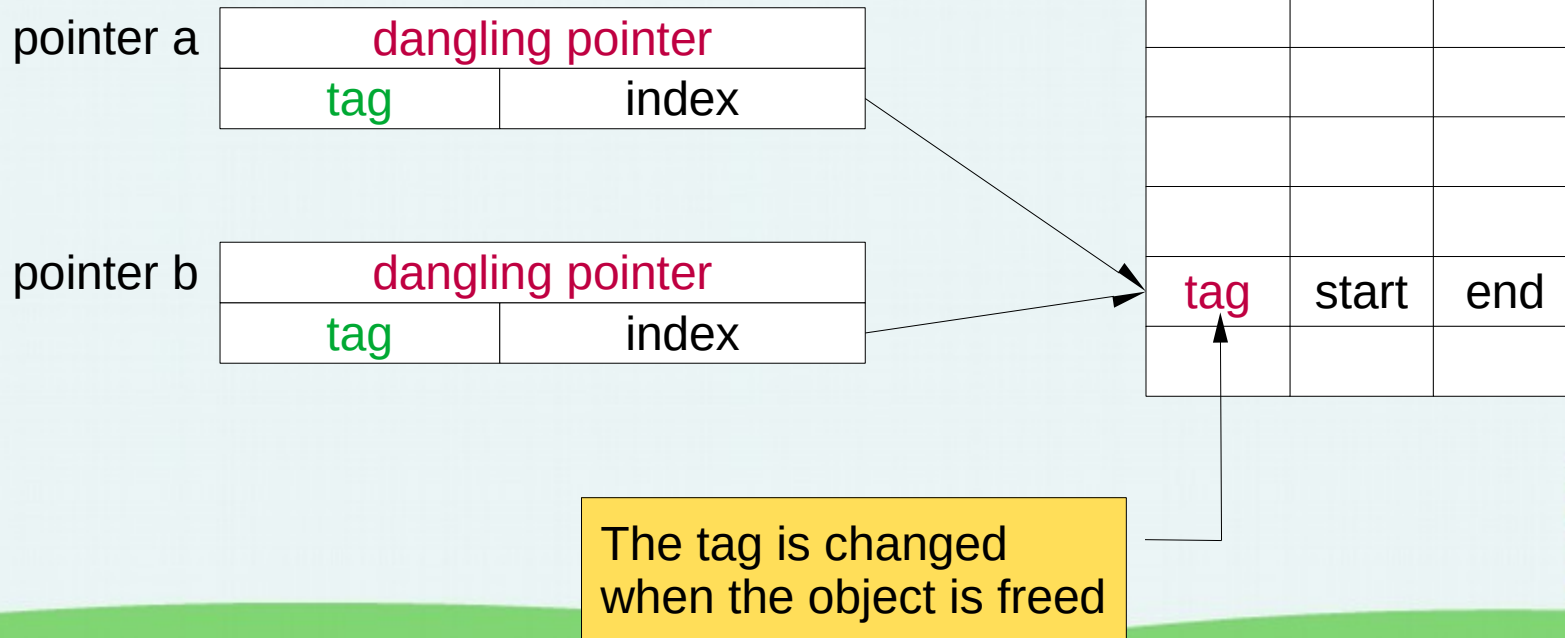 pointer a
dangling pointer
tag index
pointer b
dangling pointer
tag index
tag start end
The tag is changed
when the object is freed